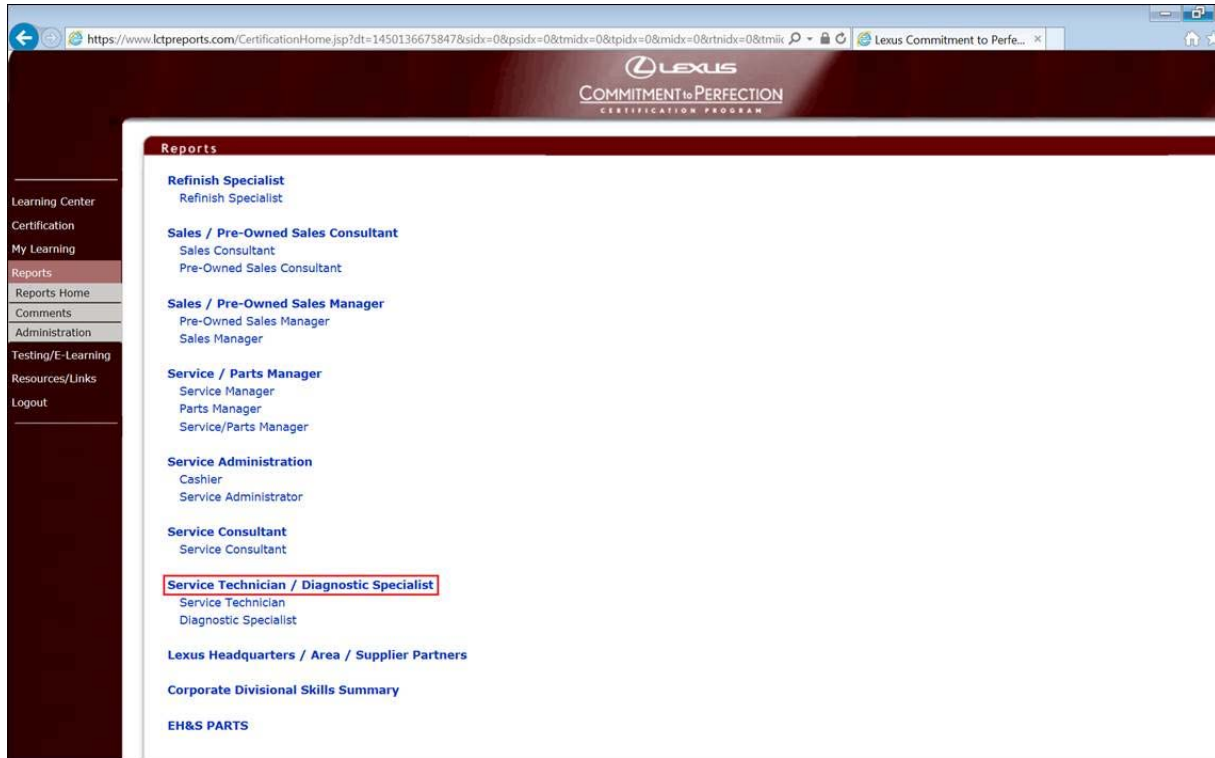 https://www.lctpreports.com/CertificationHome.jsp?dt=1450136675847&sidx=0&psidx=0&tmidx=0&tpidx=0&midx=0&rtnidx=0&tmii
Lexus Commitment to Perfe...
LEXUS
COMMITMENT to PERFECTION
CERTIFICATION PROGRAM
Reports
Refinish Specialist
Refinish Specialist
Learning Center
Certification
My Learning
Reports
Reports Home
Comments
Administration
Testing/E-Learning
Resources/Links
Logout
Sales / Pre-Owned Sales Consultant
Sales Consultant
Pre-Owned Sales Consultant
Sales / Pre-Owned Sales Manager
Pre-Owned Sales Manager
Sales Manager
Service / Parts Manager
Service Manager
Parts Manager
Service/Parts Manager
Service Administration
Cashier
Service Administrator
Service Consultant
Service Consultant
Service Technician / Diagnostic Specialist
Service Technician
Diagnostic Specialist
Lexus Headquarters / Area / Supplier Partners
Corporate Divisional Skills Summary
EH&S PARTS